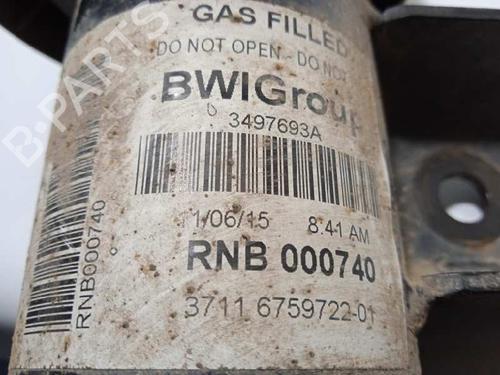 GAS FILLED
DO NOT OPEN - DO NOT
BWIGroup
3497693A
1/06/15 8:41 AM
RNB 000740
3711 6759722-01
RNB000740
B-PARTS